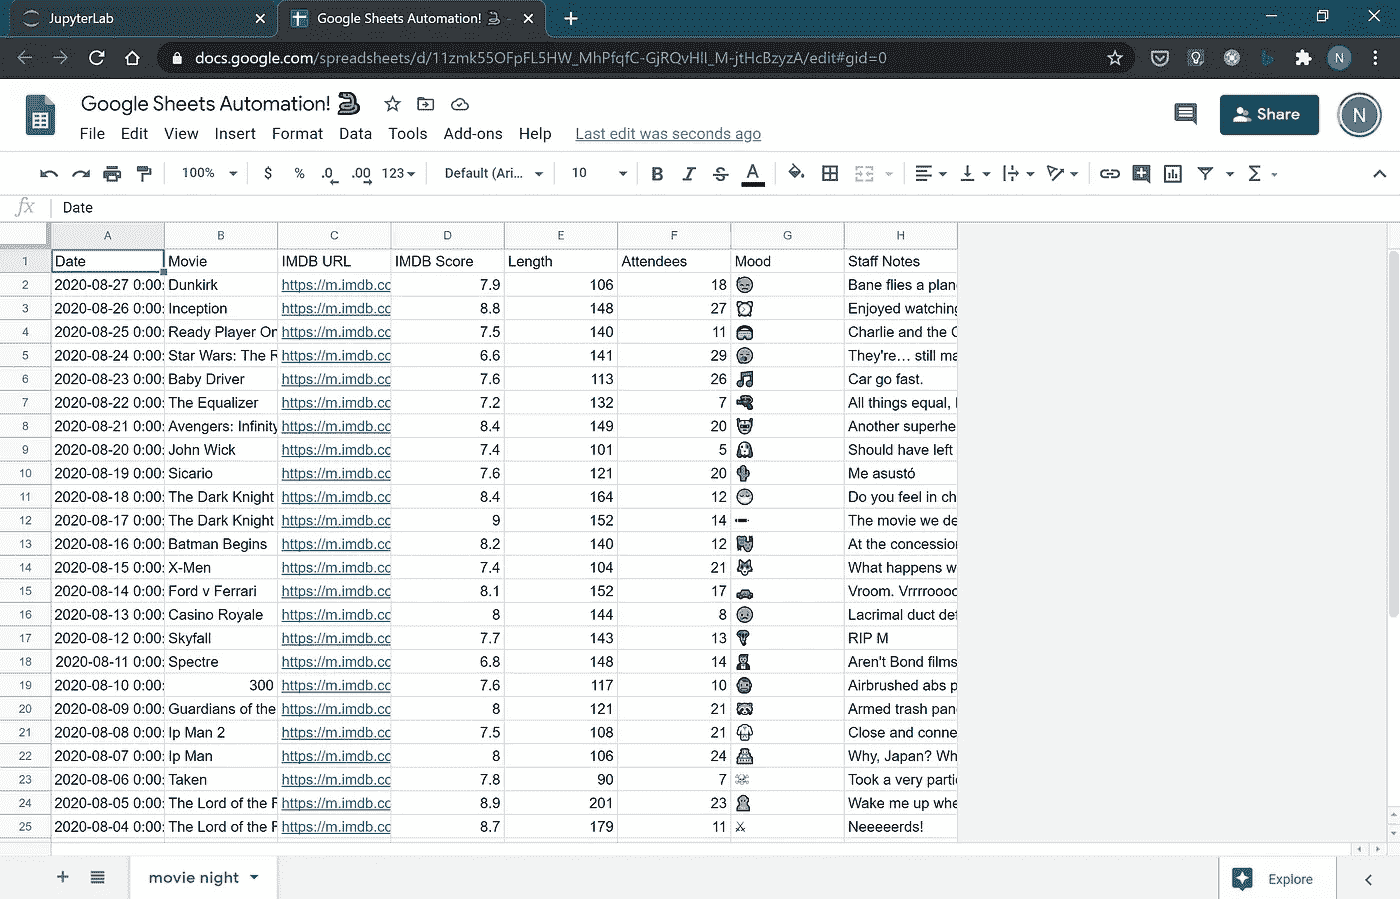 JupyterLab
Google Sheets Automation!
docs.google.com/spreadsheets/d/11zmk55OFpFL5HW_MhPfqfC-GjRQvHIl_M-jtHcBzyzA/edit#gid=0
N
Google Sheets Automation!
Share
N
File Edit View Insert Format Data Tools Add-ons Help Last edit was seconds ago
100% $ % .0 .00 123 Default (Ari... 10 B I S A Σ
fx Date
A B C D E F G H
1 Date Movie IMDB URL IMDB Score Length Attendees Mood Staff Notes
2 2020-08-27 0:00: Dunkirk https://m.imdb.cc 7.9 106 18 Bane flies a plan
3 2020-08-26 0:00: Inception https://m.imdb.cc 8.8 148 27 Enjoyed watching
4 2020-08-25 0:00: Ready Player On https://m.imdb.cc 7.5 140 11 Charlie and the C
5 2020-08-24 0:00: Star Wars: The R https://m.imdb.cc 6.6 141 29 They're… still ma
6 2020-08-23 0:00: Baby Driver https://m.imdb.cc 7.6 113 26 Car go fast.
7 2020-08-22 0:00: The Equalizer https://m.imdb.cc 7.2 132 7 All things equal, I
8 2020-08-21 0:00: Avengers: Infinity https://m.imdb.cc 8.4 149 20 Another superhe
9 2020-08-20 0:00: John Wick https://m.imdb.cc 7.4 101 5 Should have left
10 2020-08-19 0:00: Sicario https://m.imdb.cc 7.6 121 20 Me asustó
11 2020-08-18 0:00: The Dark Knight https://m.imdb.cc 8.4 164 12 Do you feel in ch
12 2020-08-17 0:00: The Dark Knight https://m.imdb.cc 9 152 14 The movie we de
13 2020-08-16 0:00: Batman Begins https://m.imdb.cc 8.2 140 12 At the concession
14 2020-08-15 0:00: X-Men https://m.imdb.cc 7.4 104 21 What happens w
15 2020-08-14 0:00: Ford v Ferrari https://m.imdb.cc 8.1 152 17 Vroom. Vrrrroooo
16 2020-08-13 0:00: Casino Royale https://m.imdb.cc 8 144 8 Lacrimal duct def
17 2020-08-12 0:00: Skyfall https://m.imdb.cc 7.7 143 13 RIP M
18 2020-08-11 0:00: Spectre https://m.imdb.cc 6.8 148 14 Aren't Bond films
19 2020-08-10 0:00: 300 https://m.imdb.cc 7.6 117 10 Airbrushed abs p
20 2020-08-09 0:00: Guardians of the https://m.imdb.cc 8 121 21 Armed trash pan
21 2020-08-08 0:00: Ip Man 2 https://m.imdb.cc 7.5 108 21 Close and conne
22 2020-08-07 0:00: Ip Man https://m.imdb.cc 8 106 24 Why, Japan? Wh
23 2020-08-06 0:00: Taken https://m.imdb.cc 7.8 90 7 Took a very parti
24 2020-08-05 0:00: The Lord of the F https://m.imdb.cc 8.9 201 23 Wake me up whe
25 2020-08-04 0:00: The Lord of the F https://m.imdb.cc 8.7 179 11 Neeeeerds!
movie night
Explore